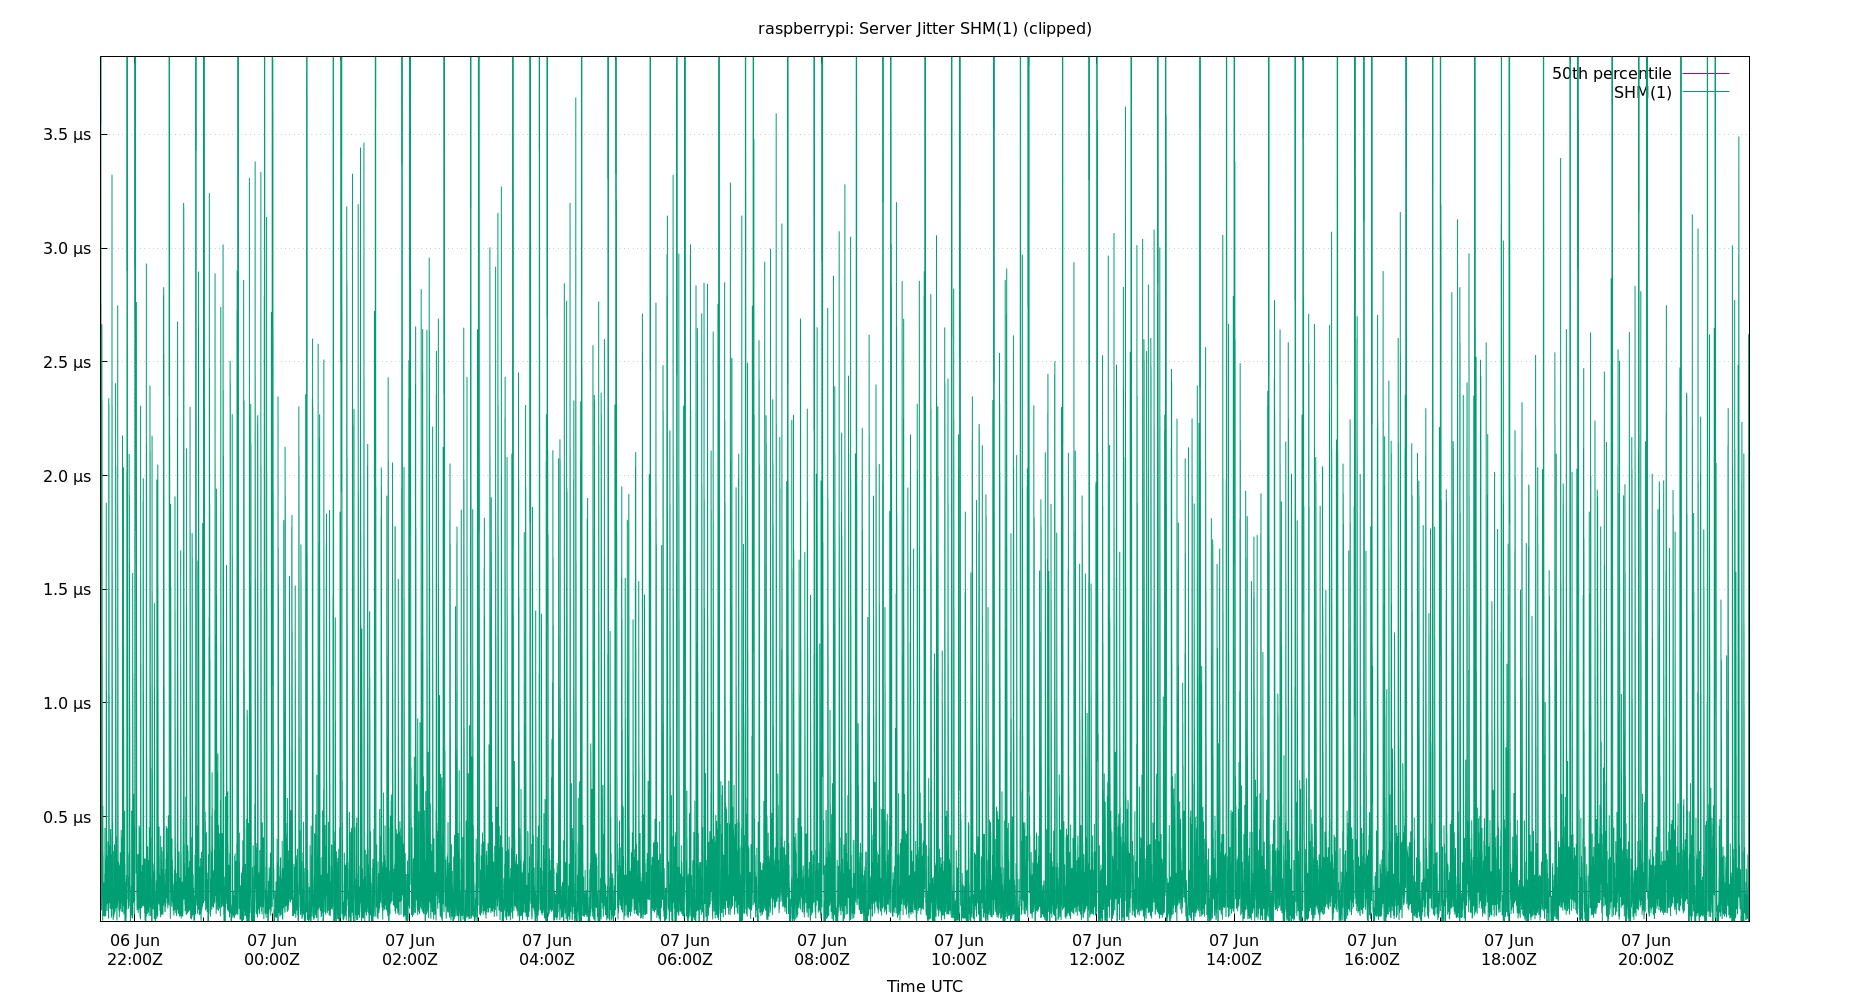 raspberrypi: Server Jitter SHM(1) (clipped)
50th percentile
SHM(1)
3.5 µs
3.0 µs
2.5 µs
2.0 µs
1.5 µs
1.0 µs
0.5 µs
06 Jun 07 Jun 07 Jun 07 Jun 07 Jun 07 Jun 07 Jun 07 Jun 07 Jun 07 Jun 07 Jun 07 Jun
22:00Z 00:00Z 02:00Z 04:00Z 06:00Z 08:00Z 10:00Z 12:00Z 14:00Z 16:00Z 18:00Z 20:00Z
Time UTC